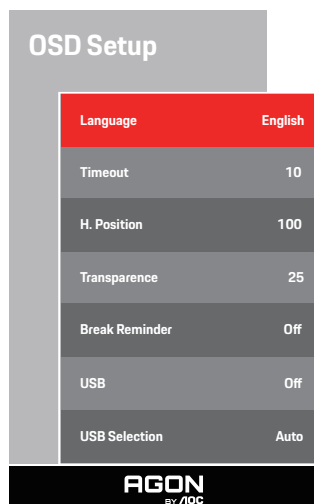 OSD Setup
Language English
Timeout 10
H. Position 100
Transparence 25
Break Reminder Off
USB Off
USB Selection Auto
AGON
BY AOC